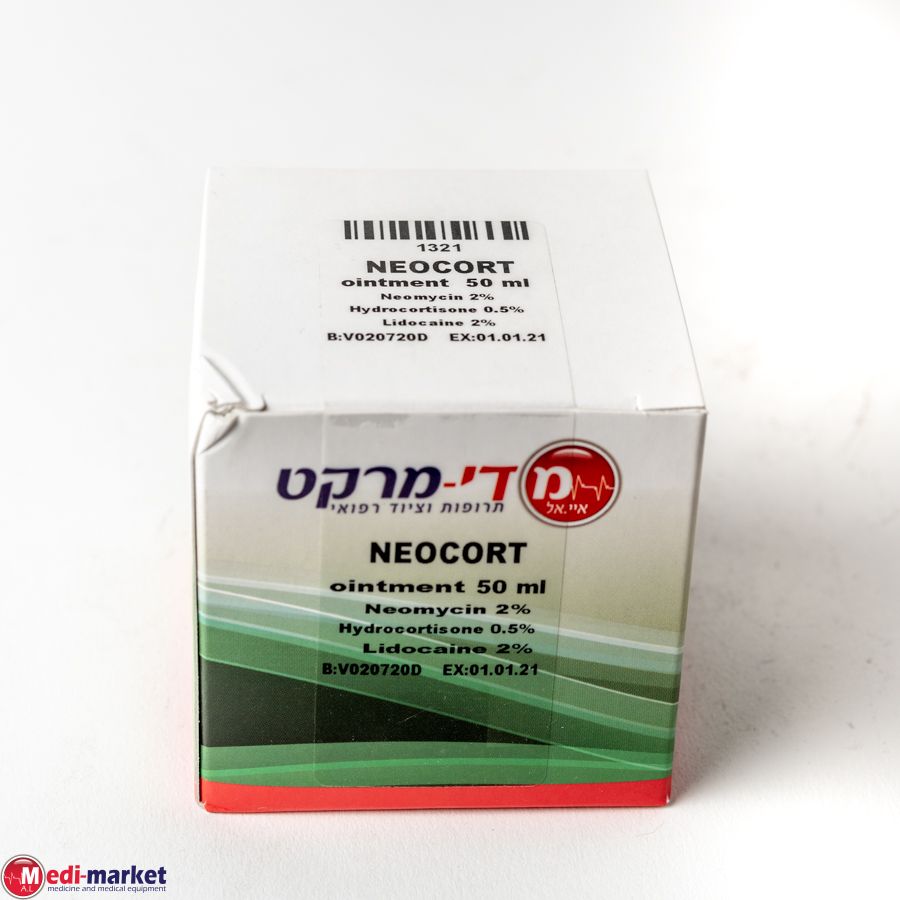 1321
NEOCORT
ointment 50 ml
Neomycin 2%
Hydrocortisone 0.5%
Lidocaine 2%
B:V020720D EX:01.01.21
מדי-מרקט
מ
איי.אל
תרופות וציוד רפואי
NEOCORT
ointment 50 ml
Neomycin 2%
Hydrocortisone 0.5%
Lidocaine 2%
B:V020720D EX:01.01.21
Medi-market
A.L
medicine and medical equipment